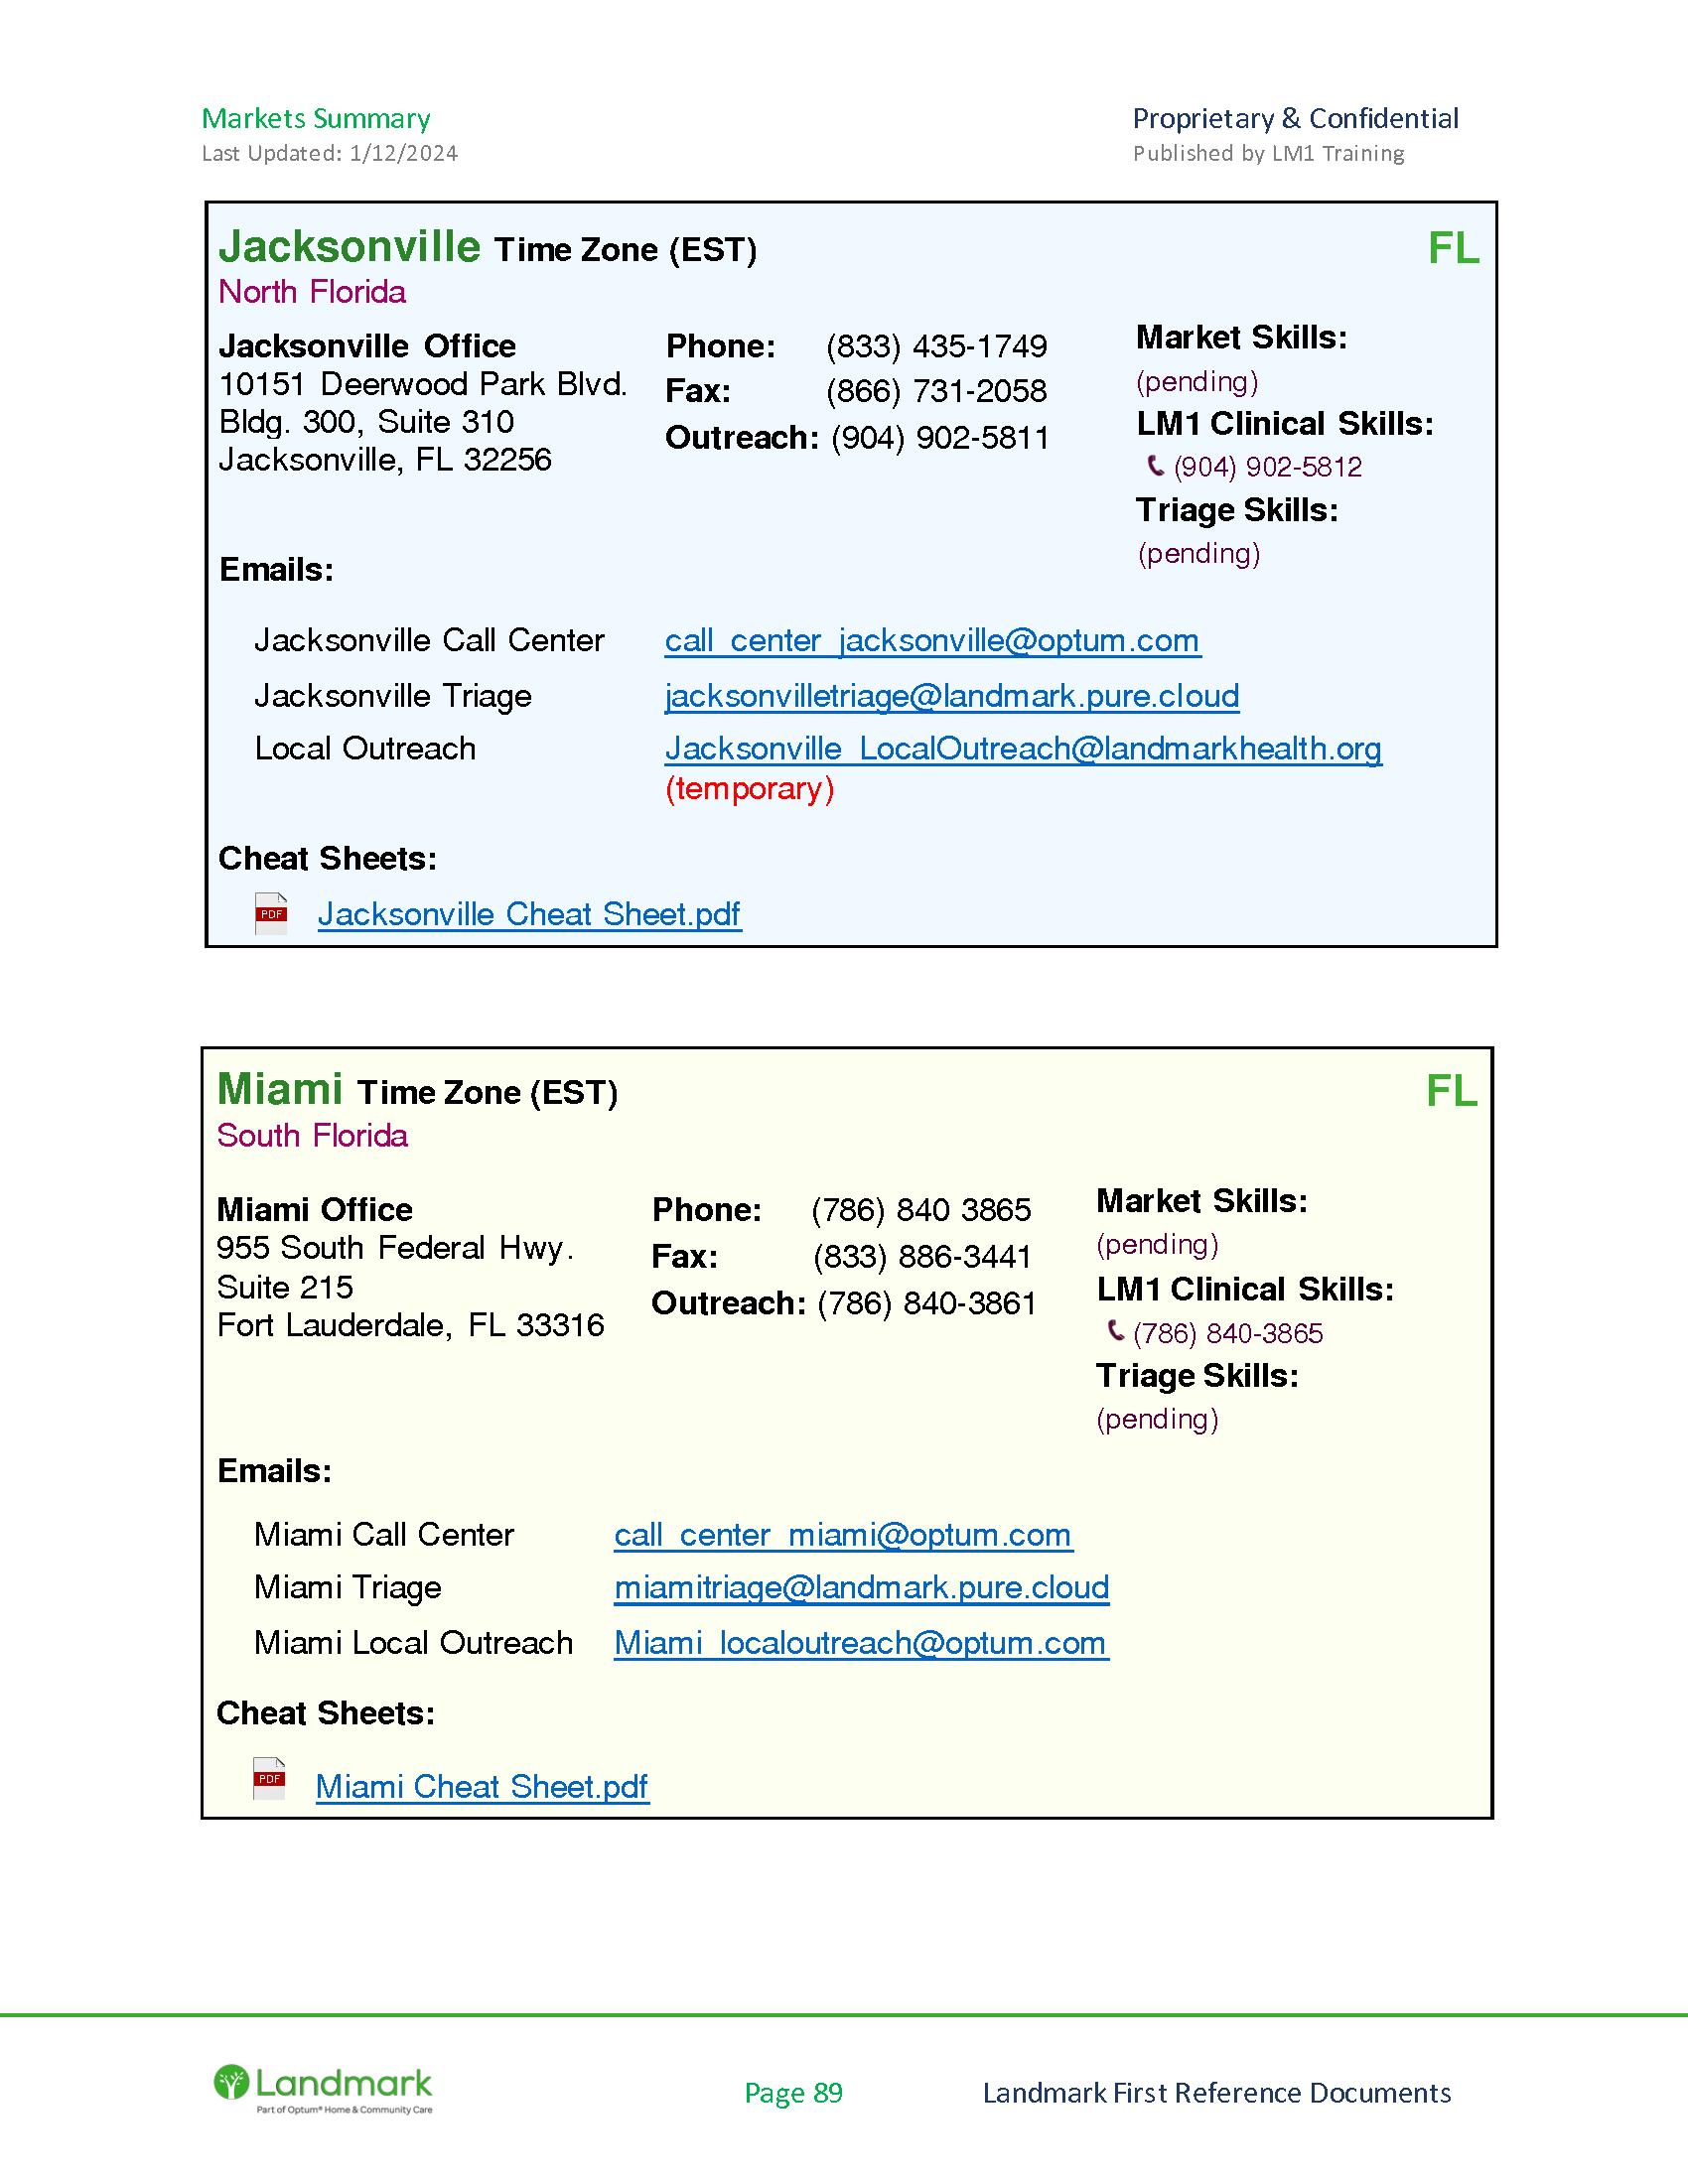 Markets Summary
Proprietary & Confidential
Last Updated: 1/12/2024
Published by LM1 Training
Jacksonville Time Zone (EST)
FL
North Florida
Jacksonville Office
10151 Deerwood Park Blvd.
Bldg. 300, Suite 310
Jacksonville, FL 32256
Phone: (833) 435-1749
Fax: (866) 731-2058
Outreach: (904) 902-5811
Market Skills:
(pending)
LM1 Clinical Skills:
(904) 902-5812
Triage Skills:
(pending)
Emails:
Jacksonville Call Center call_center_jacksonville@optum.com
Jacksonville Triage jacksonvilletriage@landmark.pure.cloud
Local Outreach Jacksonville_LocalOutreach@landmarkhealth.org
(temporary)
Cheat Sheets:
PDF Jacksonville Cheat Sheet.pdf
Miami Time Zone (EST)
FL
South Florida
Miami Office
955 South Federal Hwy.
Suite 215
Fort Lauderdale, FL 33316
Phone: (786) 840 3865
Fax: (833) 886-3441
Outreach: (786) 840-3861
Market Skills:
(pending)
LM1 Clinical Skills:
(786) 840-3865
Triage Skills:
(pending)
Emails:
Miami Call Center call_center_miami@optum.com
Miami Triage miamitriage@landmark.pure.cloud
Miami Local Outreach Miami_localoutreach@optum.com
Cheat Sheets:
PDF Miami Cheat Sheet.pdf
Landmark
Part of Optum® Home & Community Care
Page 89
Landmark First Reference Documents